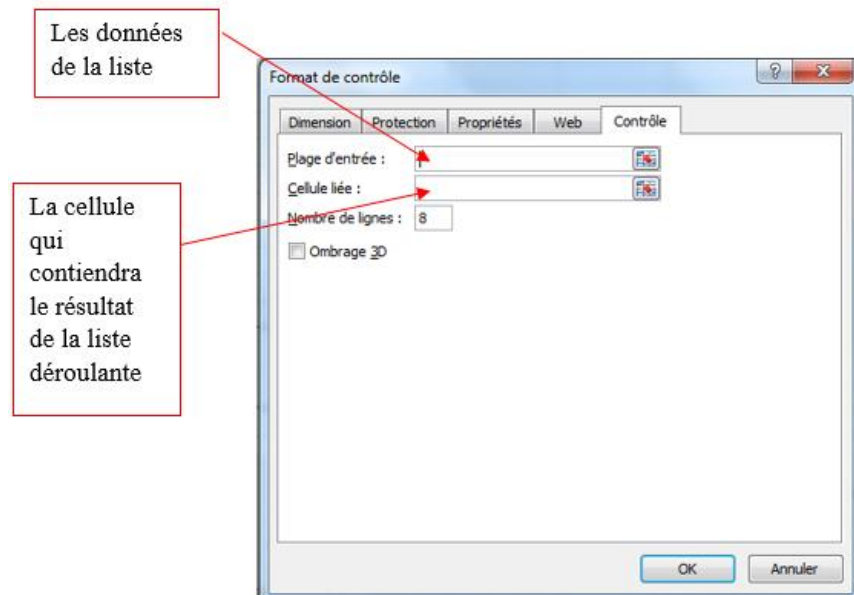 Les données
de la liste
Format de contrôle
Dimension Protection Propriétés Web Contrôle
Plage d'entrée :
Cellule liée :
Nombre de lignes : 8
Ombrage 3D
La cellule
qui
contiendra
le résultat
de la liste
déroulante
OK Annuler